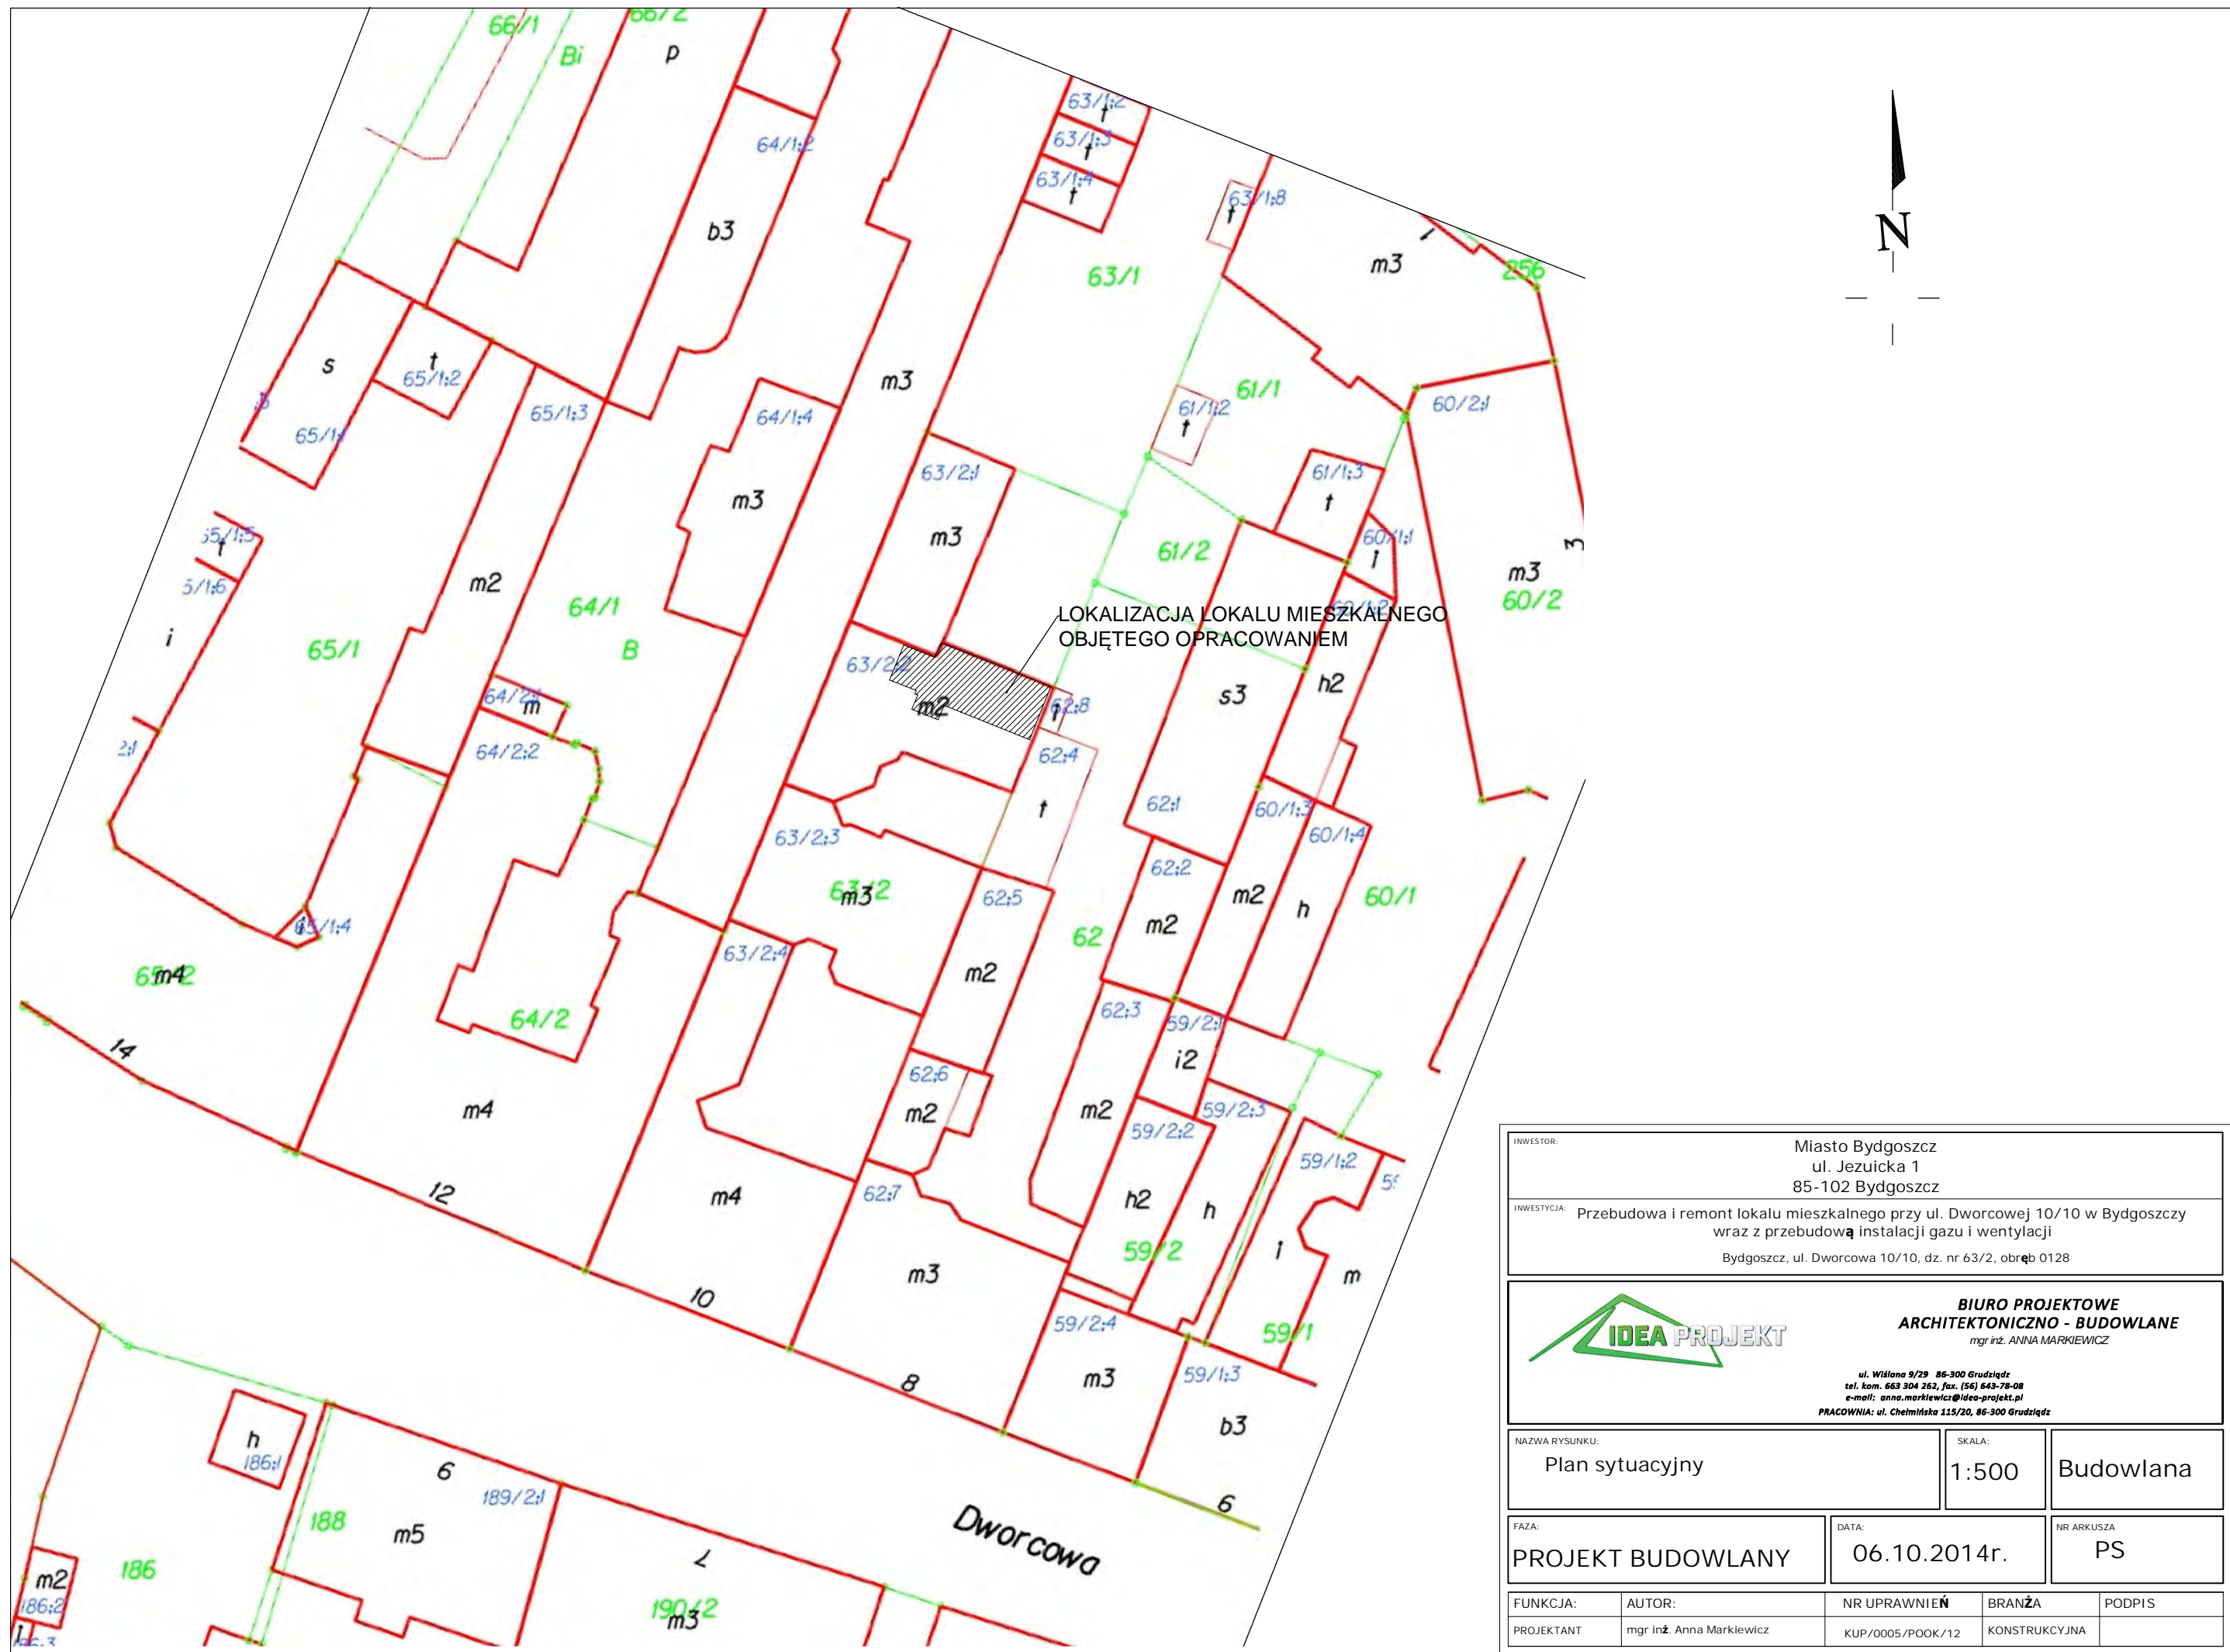 66/1
66/2
Bi
p
64/1;2
b3
63/1;2
t
63/1;3
t
63/1;4
t
63/1;8
t
63/1
1
m3
256
s
t
65/1;2
65/1;1
65/1;3
64/1;4
m3
61/1
61/1;2
t
60/2;1
63/2;1
m3
m3
61/1;3
t
61/2
60/1;1
i
3
m3
60/2
65/1;5
t
5/1;6
i
m2
64/1
B
65/1
LOKALIZACJA LOKALU MIESZKALNEGO
OBJĘTEGO OPRACOWANIEM
60/1;2
63/2;2
m2
62;8
s3
h2
64/2;1
m
64/2;2
2;1
62;4
t
62;1
60/1;3
60/1;4
63/2;3
63/2
m3
62;5
62;2
m2
m2
h
60/1
65/1;4
65/2
m4
63/2;4
62
m2
64/2
14
62;3
59/2;1
i2
62;6
m2
m2
m4
59/2;3
59/2;2
59/1;2
12
m4
62;7
h2
h
59/2
i
m
m3
10
59/2;4
59/1
m3
59/1;3
8
b3
6
h
186;1
6
189/2;1
188
m5
Dworcowa
7
186
m2
186;2
190/2
m3
N
INWESTOR:
Miasto Bydgoszcz
ul. Jezuicka 1
85-102 Bydgoszcz
INWESTYCJA:
Przebudowa i remont lokalu mieszkalnego przy ul. Dworcowej 10/10 w Bydgoszczy
wraz z przebudową instalacji gazu i wentylacji
Bydgoszcz, ul. Dworcowa 10/10, dz. nr 63/2, obręb 0128
IDEA PROJEKT
BIURO PROJEKTOWE
ARCHITEKTONICZNO - BUDOWLANE
mgr inż. ANNA MARKIEWICZ
ul. Wiślana 9/29 86-300 Grudziądz
tel. kom. 663 304 262, fax. (56) 643-78-08
e-mail: anna.markiewicz@idea-projekt.pl
PRACOWNIA: ul. Chełmińska 115/20, 86-300 Grudziądz
NAZWA RYSUNKU:
Plan sytuacyjny
SKALA:
1:500
Budowlana
FAZA:
PROJEKT BUDOWLANY
DATA:
06.10.2014r.
NR ARKUSZA
PS
FUNKCJA: AUTOR: NR UPRAWNIEŃ BRANŻA PODPIS
PROJEKTANT mgr inż. Anna Markiewicz KUP/0005/POOK/12 KONSTRUKCYJNA